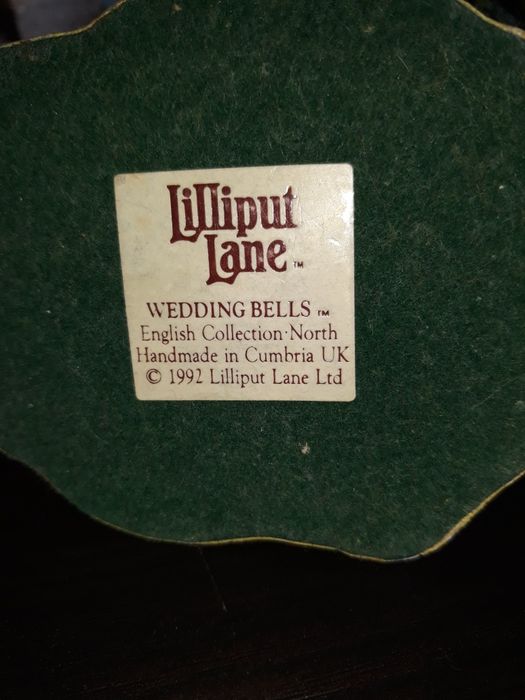 Lilliput
Lane™
WEDDING BELLS™
English Collection·North
Handmade in Cumbria UK
© 1992 Lilliput Lane Ltd